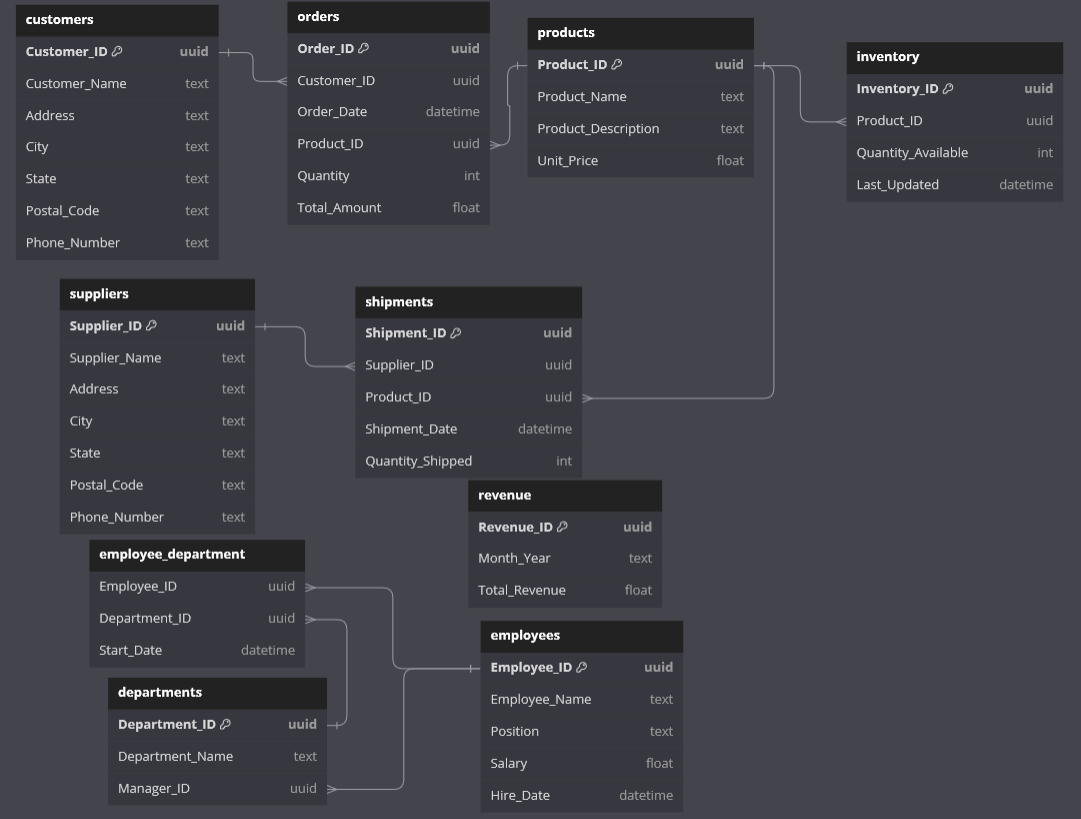 customers
Customer_ID uuid
Customer_Name text
Address text
City text
State text
Postal_Code text
Phone_Number text
orders
Order_ID uuid
Customer_ID uuid
Order_Date datetime
Product_ID uuid
Quantity int
Total_Amount float
products
Product_ID uuid
Product_Name text
Product_Description text
Unit_Price float
inventory
Inventory_ID uuid
Product_ID uuid
Quantity_Available int
Last_Updated datetime
suppliers
Supplier_ID uuid
Supplier_Name text
Address text
City text
State text
Postal_Code text
Phone_Number text
shipments
Shipment_ID uuid
Supplier_ID uuid
Product_ID uuid
Shipment_Date datetime
Quantity_Shipped int
revenue
Revenue_ID uuid
Month_Year text
Total_Revenue float
employee_department
Employee_ID uuid
Department_ID uuid
Start_Date datetime
departments
Department_ID uuid
Department_Name text
Manager_ID uuid
employees
Employee_ID uuid
Employee_Name text
Position text
Salary float
Hire_Date datetime